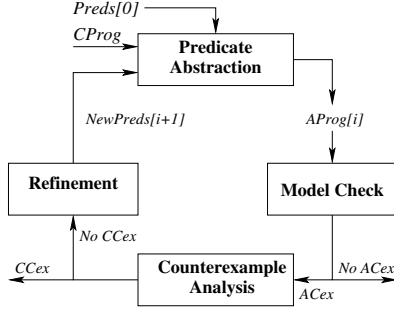 Preds[0]
CProg
Predicate
Abstraction
NewPreds[i+1]
AProg[i]
Refinement
Model Check
No CCex
Counterexample
Analysis
CCex
No ACex
ACex